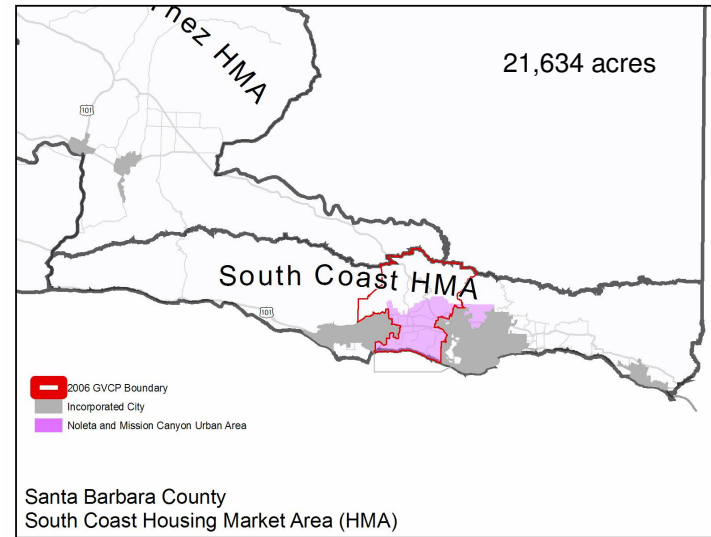 nez HMA
21,634 acres
101
South Coast HMA
101
2006 GVCP Boundary
Incorporated City
Noleta and Mission Canyon Urban Area
Santa Barbara County
South Coast Housing Market Area (HMA)